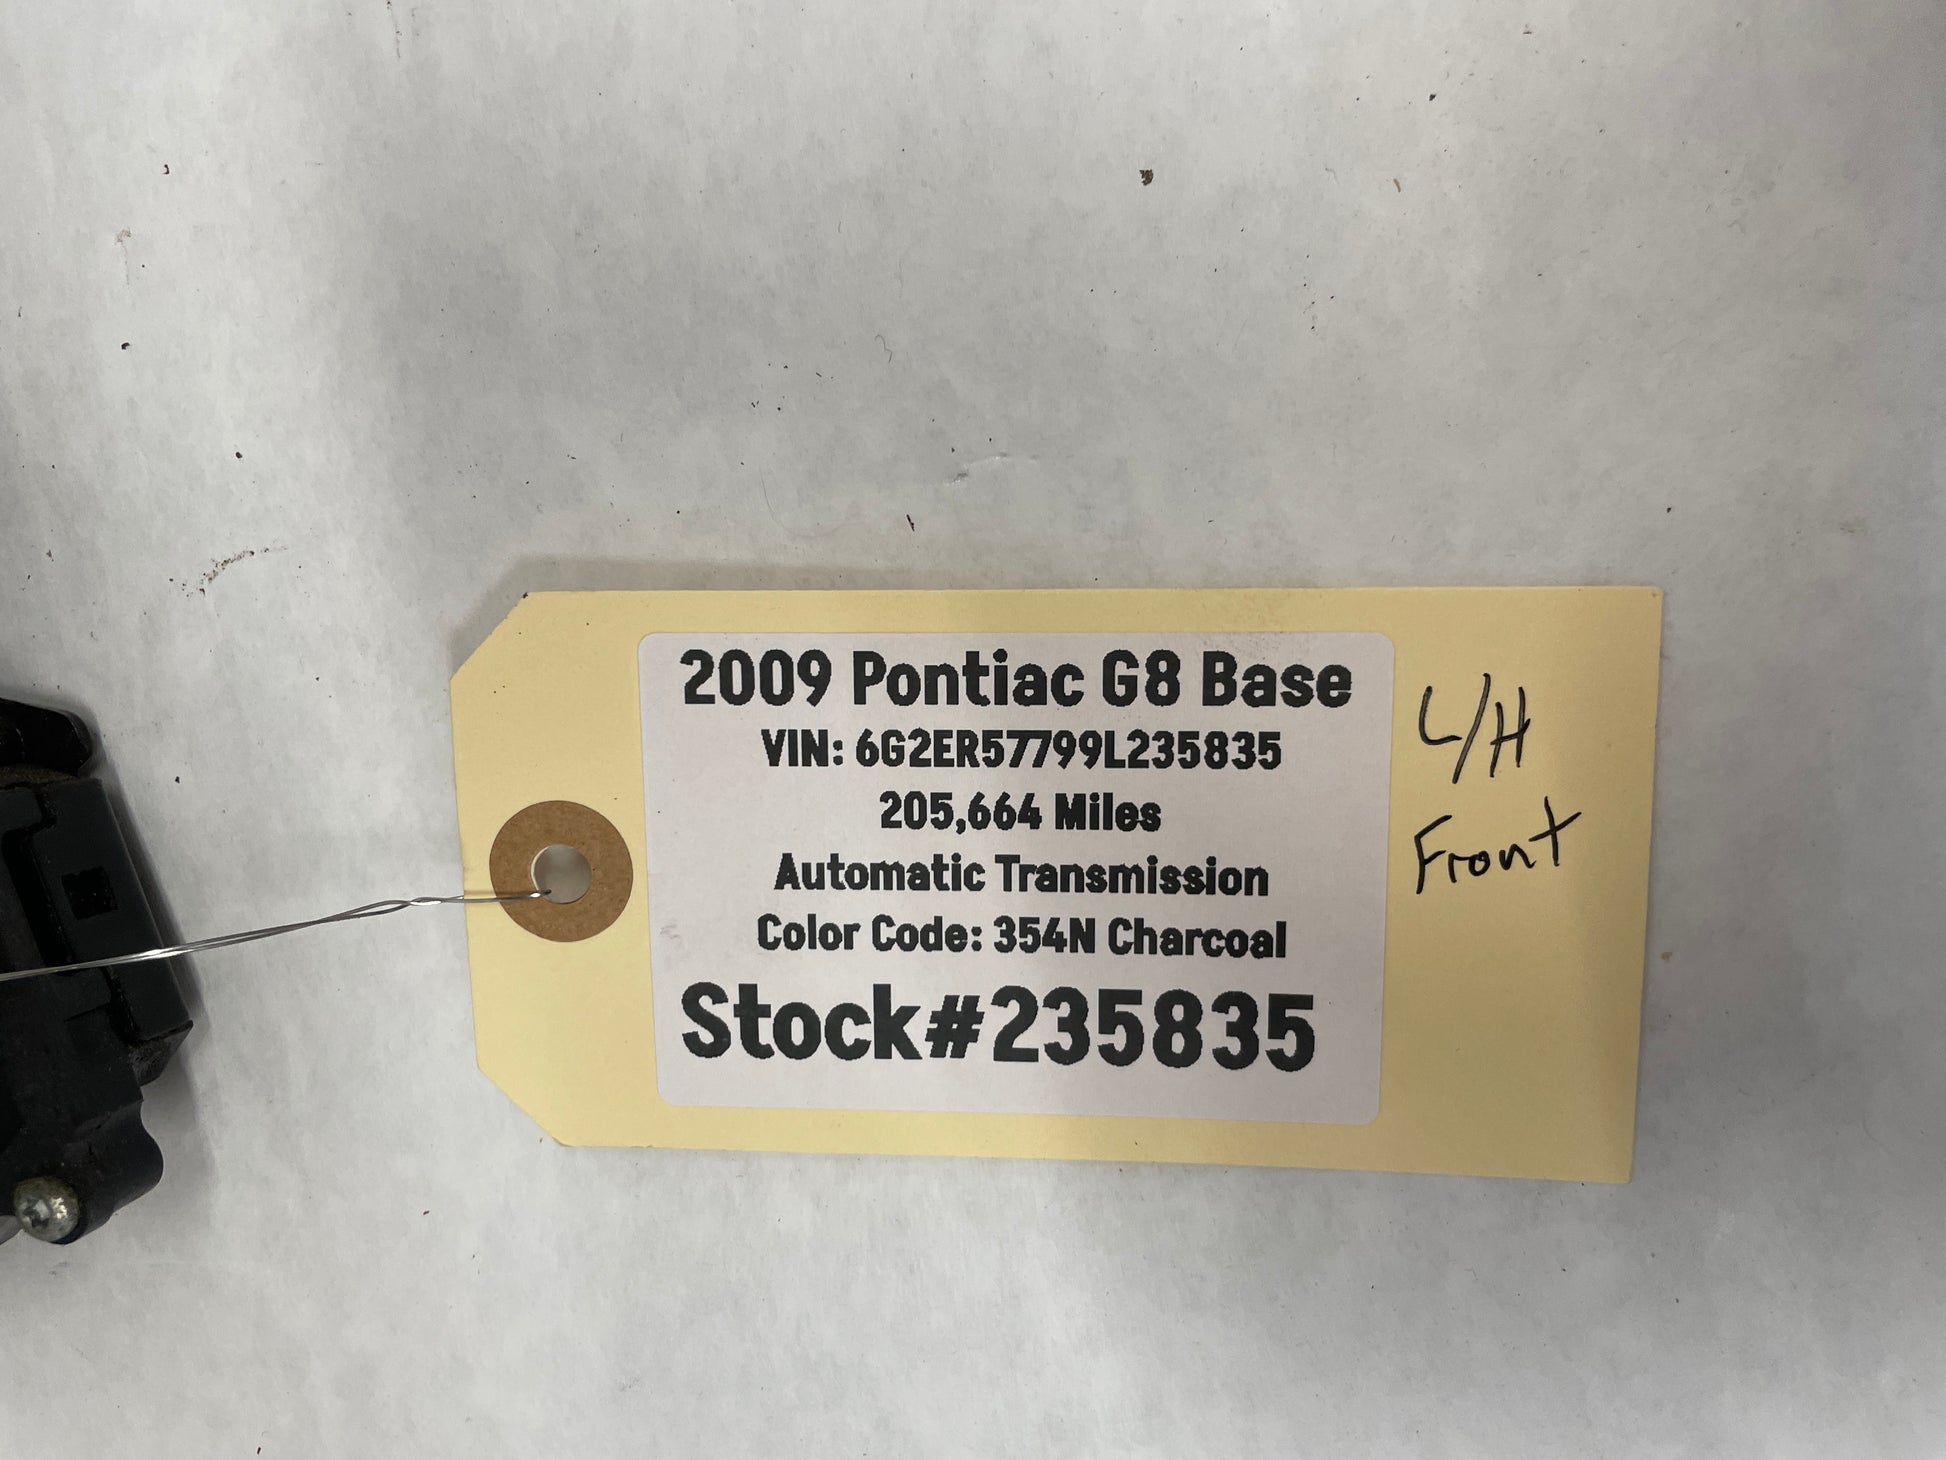 2009 Pontiac G8 Base
VIN: 6G2ER57799L235835
205,664 Miles
Automatic Transmission
Color Code: 354N Charcoal
Stock#235835
L/H
Front